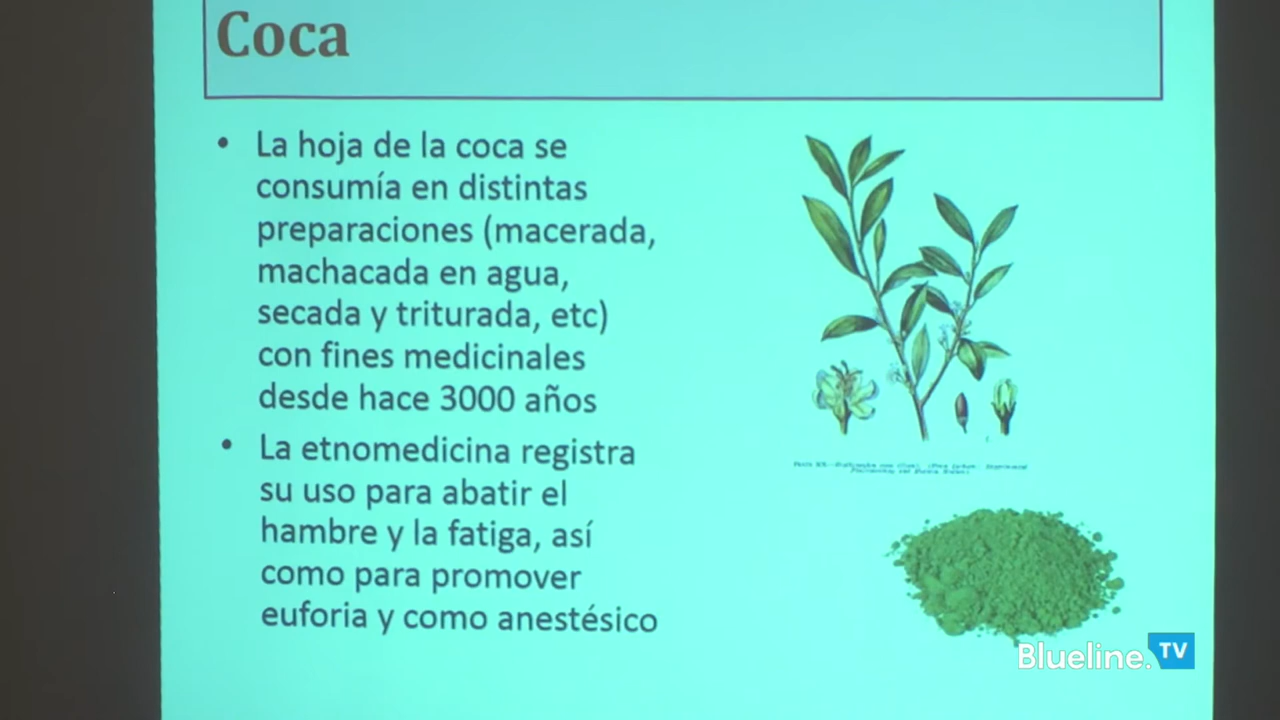 Coca
• La hoja de la coca se
consumía en distintas
preparaciones (macerada,
machacada en agua,
secada y triturada, etc)
con fines medicinales
desde hace 3000 años
• La etnomedicina registra
su uso para abatir el
hambre y la fatiga, así
como para promover
euforia y como anestésico
Blueline.TV